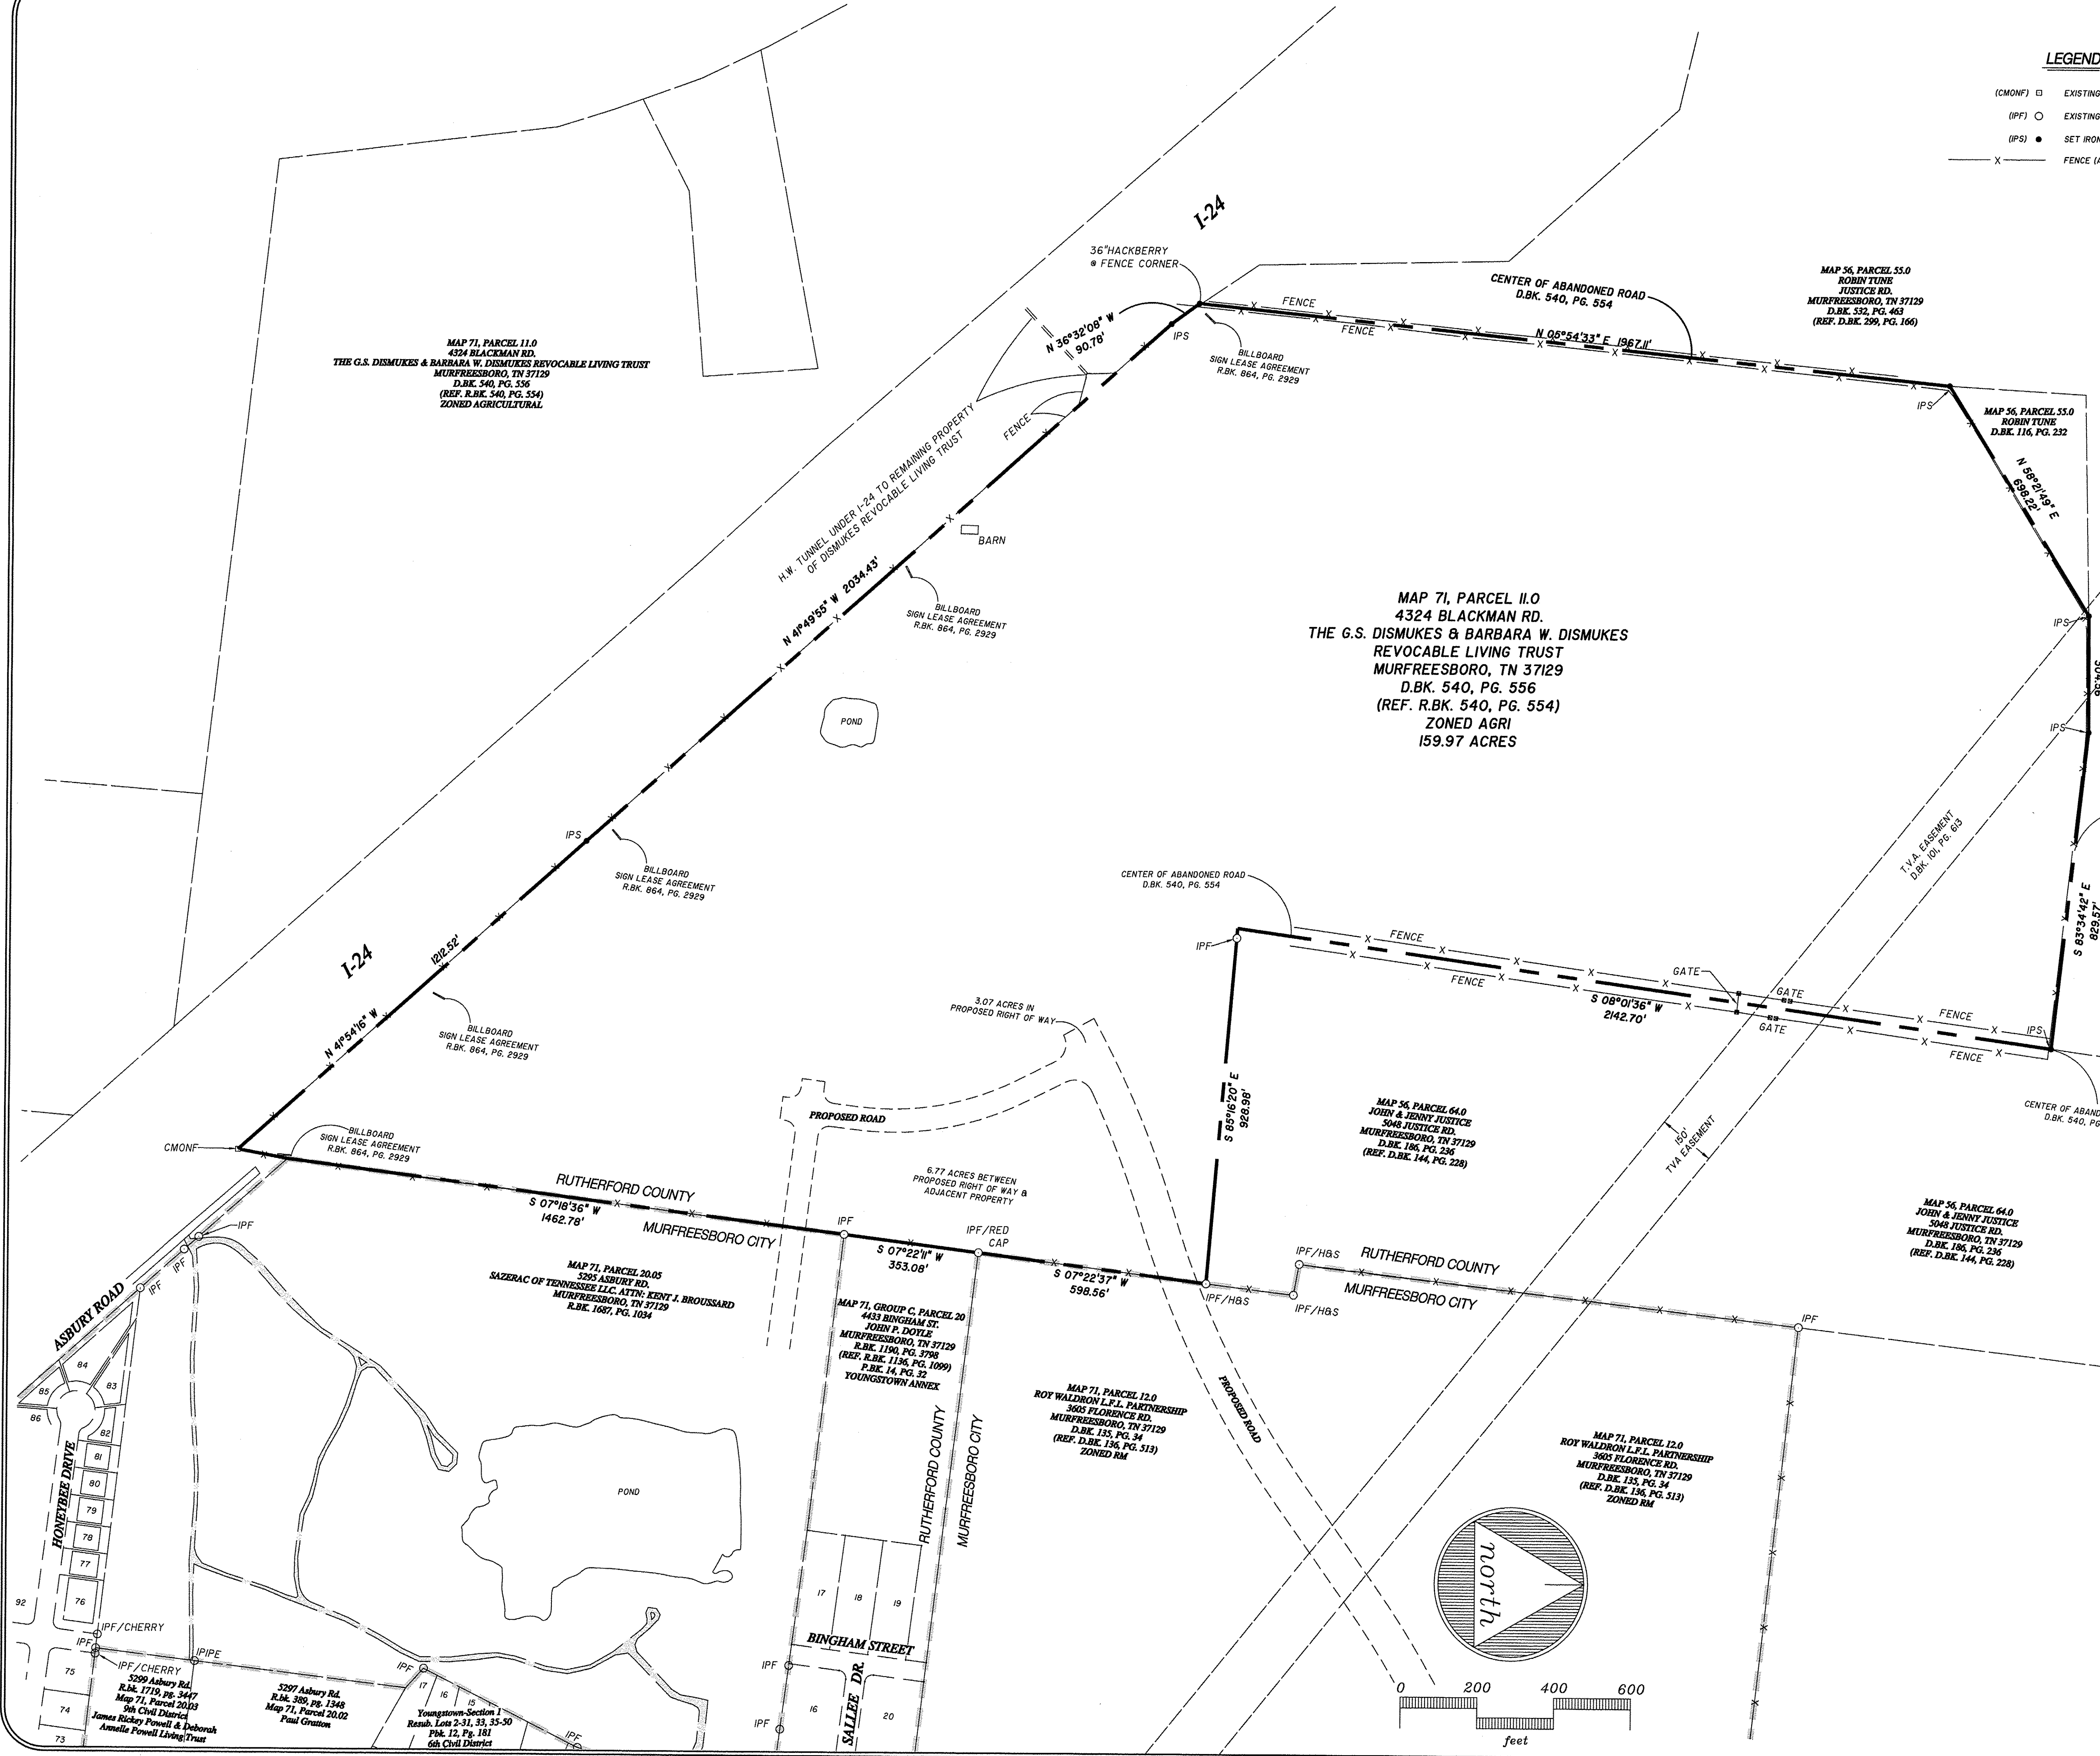 LEGEND
(CMONF) EXISTING
(IPF) EXISTING
(IPS) SET IRON
X FENCE (A
I-24
36"HACKBERRY
@ FENCE CORNER
N 36°32'08" W
90.78'
IPS
BILLBOARD
SIGN LEASE AGREEMENT
R.BK. 864, PG. 2929
FENCE
FENCE
CENTER OF ABANDONED ROAD
D.BK. 540, PG. 554
N 05°54'33" E 1967.11'
MAP 56, PARCEL 55.0
ROBIN TUNE
JUSTICE RD.
MURFREESBORO, TN 37129
D.BK. 532, PG. 463
(REF. D.BK. 299, PG. 166)
IPS
MAP 56, PARCEL 55.0
ROBIN TUNE
D.BK. 116, PG. 232
N 58°21'49" E
698.22'
MAP 71, PARCEL 11.0
4324 BLACKMAN RD.
THE G.S. DISMUKES & BARBARA W. DISMUKES REVOCABLE LIVING TRUST
MURFREESBORO, TN 37129
D.BK. 540, PG. 556
(REF. R.BK. 540, PG. 554)
ZONED AGRICULTURAL
H.W. TUNNEL UNDER I-24 TO REMAINING PROPERTY
OF DISMUKES REVOCABLE LIVING TRUST
FENCE
BARN
N 41°49'55" W 2034.43'
BILLBOARD
SIGN LEASE AGREEMENT
R.BK. 864, PG. 2929
POND
MAP 71, PARCEL 11.0
4324 BLACKMAN RD.
THE G.S. DISMUKES & BARBARA W. DISMUKES
REVOCABLE LIVING TRUST
MURFREESBORO, TN 37129
D.BK. 540, PG. 556
(REF. R.BK. 540, PG. 554)
ZONED AGRI
159.97 ACRES
IPS
IPS
T.V.A. EASEMENT
D.BK. 101, PG. 613
S 83°34'42" E
829.57'
IPS
BILLBOARD
SIGN LEASE AGREEMENT
R.BK. 864, PG. 2929
I-24
1212.52'
N 41°54'16" W
BILLBOARD
SIGN LEASE AGREEMENT
R.BK. 864, PG. 2929
CENTER OF ABANDONED ROAD
D.BK. 540, PG. 554
IPF
FENCE
FENCE
GATE
GATE
GATE
S 08°01'36" W
2142.70'
FENCE
FENCE
IPS
CENTER OF ABAN
D.BK. 540, PG
3.07 ACRES IN
PROPOSED RIGHT OF WAY
PROPOSED ROAD
S 85°16'20" E
928.98'
MAP 56, PARCEL 64.0
JOHN & JENNY JUSTICE
5048 JUSTICE RD.
MURFREESBORO, TN 37129
D.BK. 186, PG. 236
(REF. D.BK. 144, PG. 228)
150'
TVA EASEMENT
MAP 56, PARCEL 64.0
JOHN & JENNY JUSTICE
5048 JUSTICE RD.
MURFREESBORO, TN 37129
D.BK. 186, PG. 236
(REF. D.BK. 144, PG. 228)
CMONF
BILLBOARD
SIGN LEASE AGREEMENT
R.BK. 864, PG. 2929
RUTHERFORD COUNTY
S 07°18'36" W
1462.78'
MURFREESBORO CITY
6.77 ACRES BETWEEN
PROPOSED RIGHT OF WAY &
ADJACENT PROPERTY
IPF
S 07°22'11" W
353.08'
IPF/RED
CAP
S 07°22'37" W
598.56'
IPF/H&S
IPF/H&S
IPF/H&S
RUTHERFORD COUNTY
MURFREESBORO CITY
IPF
IPF
IPF
IPF
ASBURY ROAD
MAP 71, PARCEL 20.05
5295 ASBURY RD.
SAZERAC OF TENNESSEE LLC. ATTN: KENT J. BROUSSARD
MURFREESBORO, TN 37129
R.BK. 1687, PG. 1034
MAP 71, GROUP C, PARCEL 20
4433 BINGHAM ST.
JOHN P. DOYLE
MURFREESBORO, TN 37129
R.BK. 1190, PG. 3798
(REF. R.BK. 1136, PG. 1099)
P.BK. 14, PG. 32
YOUNGSTOWN ANNEX
RUTHERFORD COUNTY
MURFREESBORO CITY
MAP 71, PARCEL 12.0
ROY WALDRON L.F.L. PARTNERSHIP
3605 FLORENCE RD.
MURFREESBORO, TN 37129
D.BK. 135, PG. 34
(REF. D.BK. 136, PG. 513)
ZONED RM
PROPOSED ROAD
MAP 71, PARCEL 12.0
ROY WALDRON L.F.L. PARTNERSHIP
3605 FLORENCE RD.
MURFREESBORO, TN 37129
D.BK. 135, PG. 34
(REF. D.BK. 136, PG. 513)
ZONED RM
84
85
83
86
82
81
80
79
78
77
76
92
HONEYBEE DRIVE
POND
17
18
19
BINGHAM STREET
SALLEE DR.
16
20
IPF
IPF
north
0 200 400 600
feet
IPF/CHERRY
IPF
IPF/CHERRY
75
74
73
IPIPE
5299 Asbury Rd.
R.bk. 1719, pg. 3447
Map 71, Parcel 20.03
9th Civil District
James Rickey Powell & Deborah
Annelle Powell Living Trust
5297 Asbury Rd.
R.bk. 389, pg. 1348
Map 71, Parcel 20.02
Paul Gratton
IPF
17
16
15
Youngstown-Section 1
Resub. Lots 2-31, 33, 35-50
Pbk. 12, Pg. 181
6th Civil District
IPF